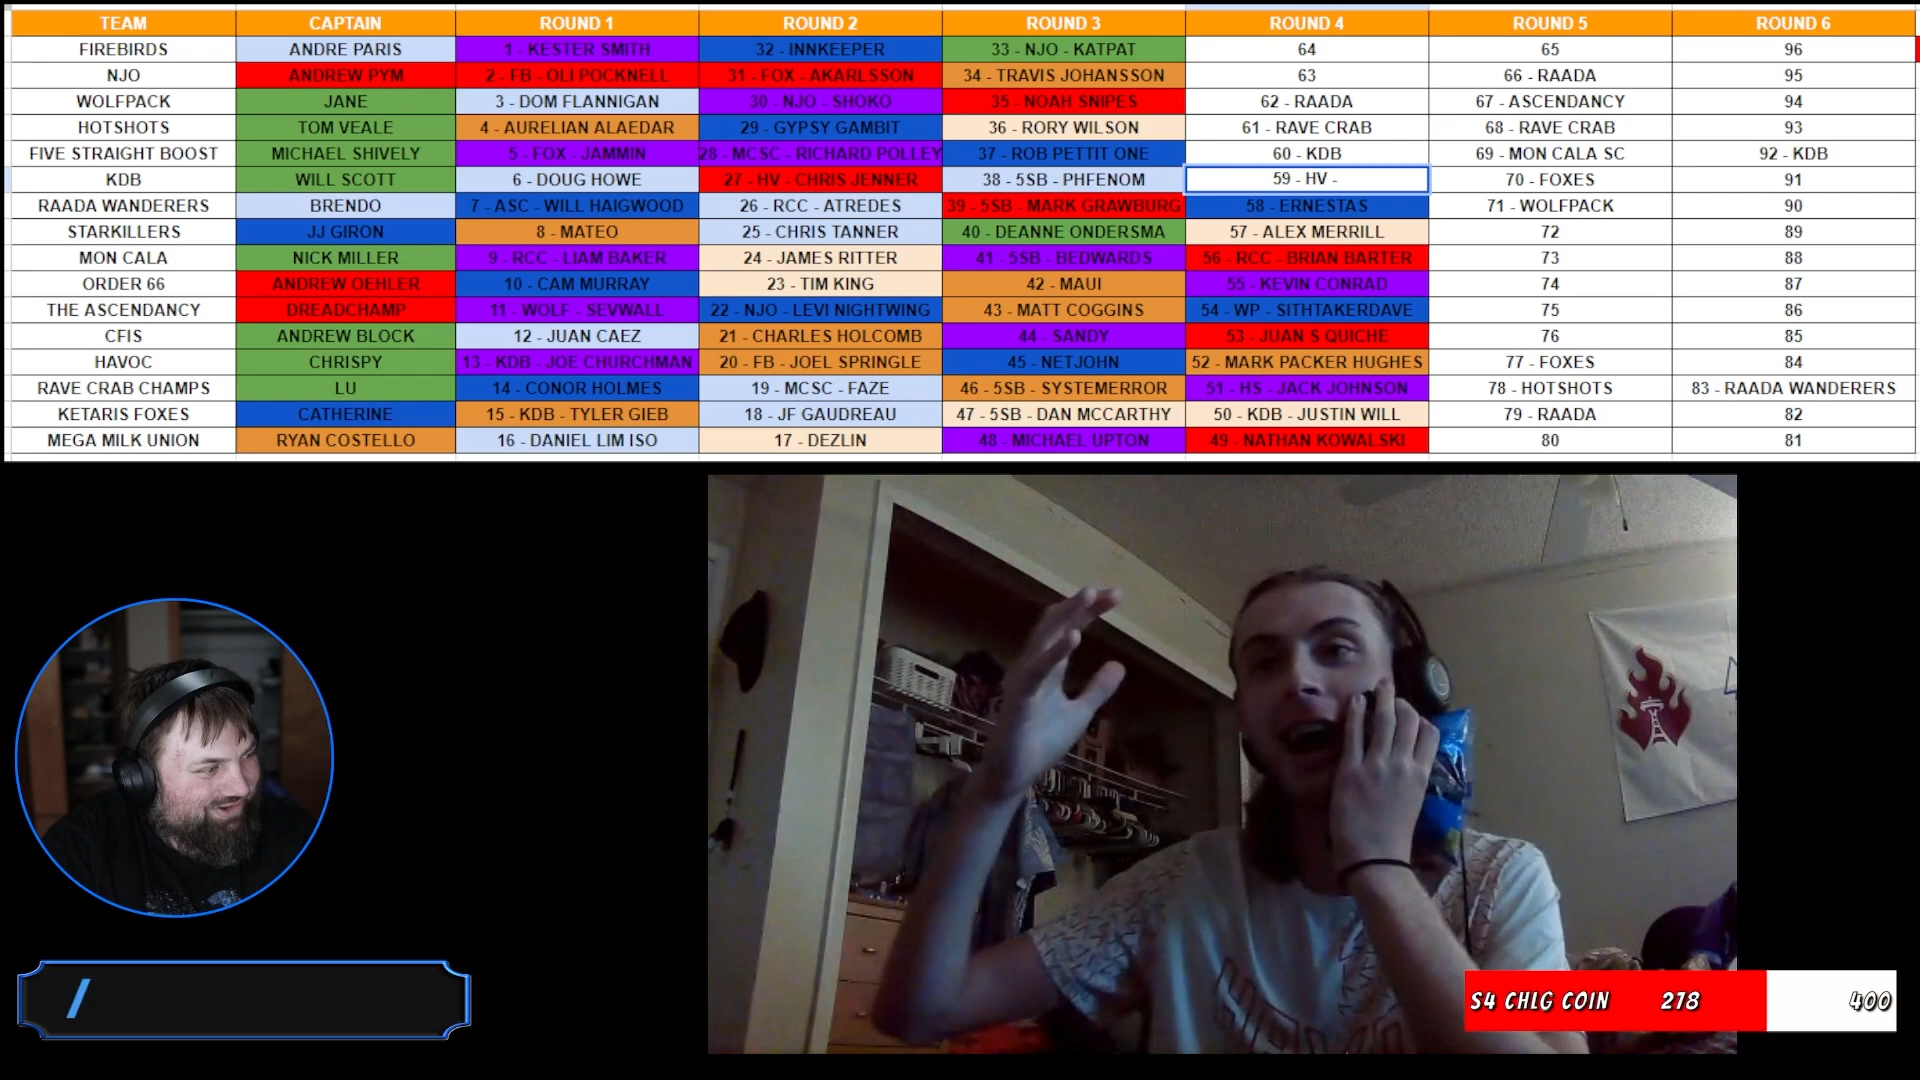 TEAM CAPTAIN ROUND 1 ROUND 2 ROUND 3 ROUND 4 ROUND 5 ROUND 6
FIREBIRDS ANDRE PARIS 1 - KESTER SMITH 32 - INNKEEPER 33 - NJO - KATPAT 64 65 96
NJO ANDREW PYM 2 - FB - OLI POCKNELL 31 - FOX - AKARLSSON 34 - TRAVIS JOHANSSON 63 66 - RAADA 95
WOLFPACK JANE 3 - DOM FLANNIGAN 30 - NJO - SHOKO 35 - NOAH SNIPES 62 - RAADA 67 - ASCENDANCY 94
HOTSHOTS TOM VEALE 4 - AURELIAN ALAEDAR 29 - GYPSY GAMBIT 36 - RORY WILSON 61 - RAVE CRAB 68 - RAVE CRAB 93
FIVE STRAIGHT BOOST MICHAEL SHIVELY 5 - FOX - JAMMIN 28 - MCSC - RICHARD POLLEY 37 - ROB PETTIT ONE 60 - KDB 69 - MON CALA SC 92 - KDB
KDB WILL SCOTT 6 - DOUG HOWE 27 - HV - CHRIS JENNER 38 - 5SB - PHFENOM 59 - HV - 70 - FOXES 91
RAADA WANDERERS BRENDO 7 - ASC - WILL HAIGWOOD 26 - RCC - ATREDES 39 - 5SB - MARK GRAWBURG 58 - ERNESTAS 71 - WOLFPACK 90
STARKILLERS JJ GIRON 8 - MATEO 25 - CHRIS TANNER 40 - DEANNE ONDERSMA 57 - ALEX MERRILL 72 89
MON CALA NICK MILLER 9 - RCC - LIAM BAKER 24 - JAMES RITTER 41 - 5SB - BEDWARDS 56 - RCC - BRIAN BARTER 73 88
ORDER 66 ANDREW OEHLER 10 - CAM MURRAY 23 - TIM KING 42 - MAUI 55 - KEVIN CONRAD 74 87
THE ASCENDANCY DREADCHAMP 11 - WOLF - SEVWALL 22 - NJO - LEVI NIGHTWING 43 - MATT COGGINS 54 - WP - SITHTAKERDAVE 75 86
CFIS ANDREW BLOCK 12 - JUAN CAEZ 21 - CHARLES HOLCOMB 44 - SANDY 53 - JUAN S QUICHE 76 85
HAVOC CHRISPY 13 - KDB - JOE CHURCHMAN 20 - FB - JOEL SPRINGLE 45 - NETJOHN 52 - MARK PACKER HUGHES 77 - FOXES 84
RAVE CRAB CHAMPS LU 14 - CONOR HOLMES 19 - MCSC - FAZE 46 - 5SB - SYSTEMERROR 51 - HS - JACK JOHNSON 78 - HOTSHOTS 83 - RAADA WANDERERS
KETARIS FOXES CATHERINE 15 - KDB - TYLER GIEB 18 - JF GAUDREAU 47 - 5SB - DAN MCCARTHY 50 - KDB - JUSTIN WILL 79 - RAADA 82
MEGA MILK UNION RYAN COSTELLO 16 - DANIEL LIM ISO 17 - DEZLIN 48 - MICHAEL UPTON 49 - NATHAN KOWALSKI 80 81
/
S4 CHLG COIN 278 400